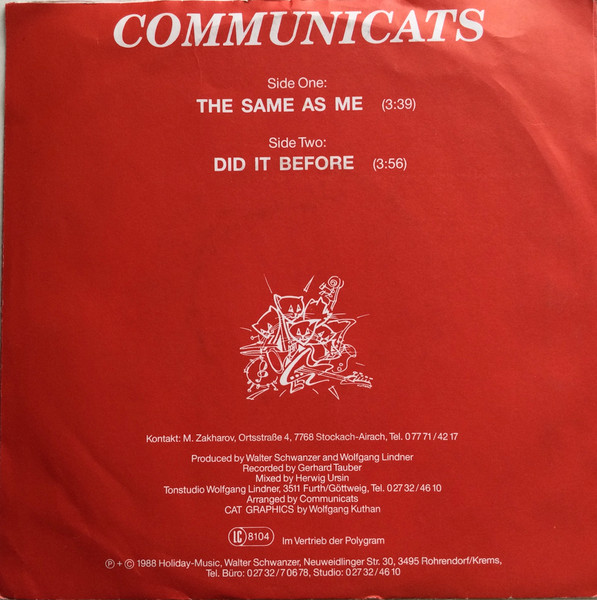 COMMUNICATS
Side One:
THE SAME AS ME (3:39)
Side Two:
DID IT BEFORE (3:56)
Kontakt: M. Zakharov, Ortsstraße 4, 7768 Stockach-Airach, Tel. 0 77 71 / 42 17
Produced by Walter Schwanzer and Wolfgang Lindner
Recorded by Gerhard Tauber
Mixed by Herwig Ursin
Tonstudio Wolfgang Lindner, 3511 Furth/Göttweig, Tel. 0 27 32 / 46 10
Arranged by Communicats
CAT GRAPHICS by Wolfgang Kuthan
LC 8104 Im Vertrieb der Polygram
Ⓟ + © 1988 Holiday-Music, Walter Schwanzer, Neuweidlinger Str. 30, 3495 Rohrendorf/Krems,
Tel. Büro: 0 27 32 / 7 06 78, Studio: 0 27 32 / 46 10